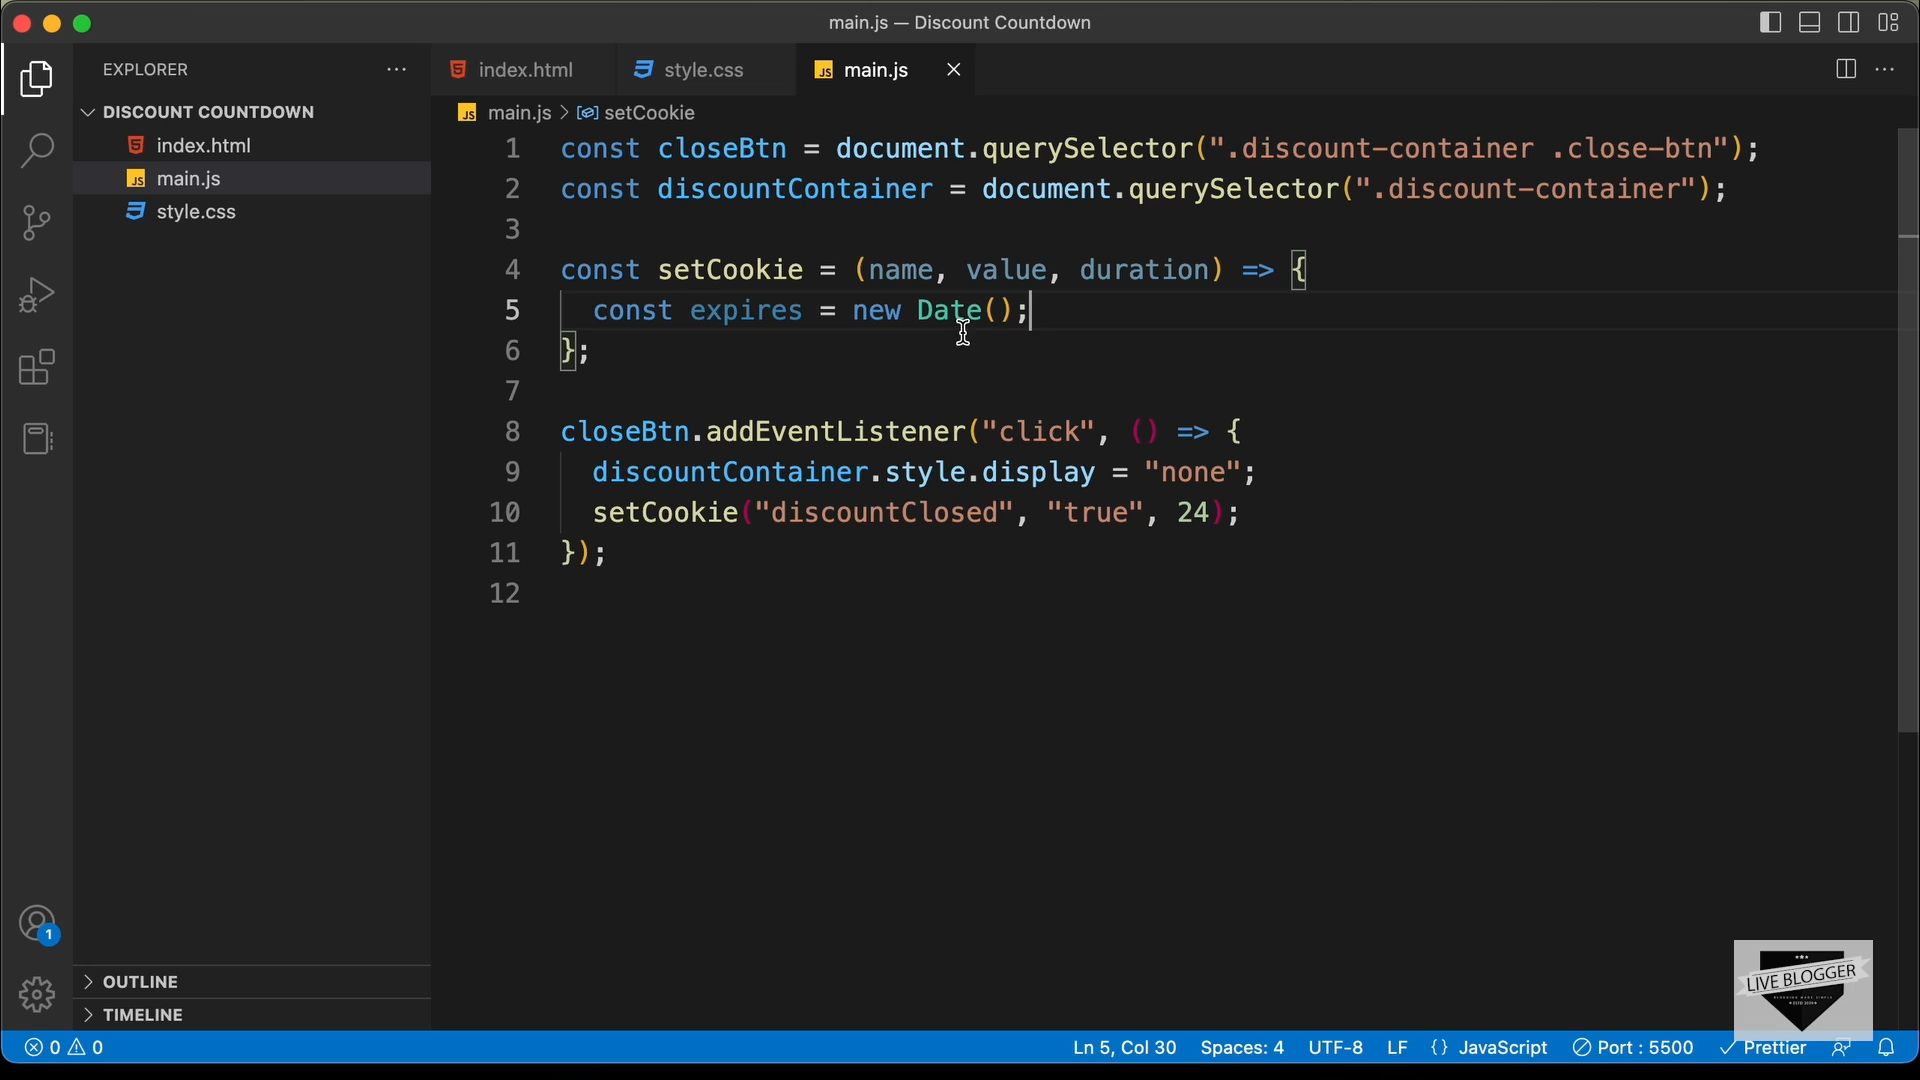 main.js — Discount Countdown
EXPLORER
index.html
style.css
main.js
DISCOUNT COUNTDOWN
index.html
main.js
style.css
main.js > setCookie
1 const closeBtn = document.querySelector(".discount-container .close-btn");
2 const discountContainer = document.querySelector(".discount-container");
3
4 const setCookie = (name, value, duration) => {
5 const expires = new Date();
6 };
7
8 closeBtn.addEventListener("click", () => {
9 discountContainer.style.display = "none";
10 setCookie("discountClosed", "true", 24);
11 });
12
1
OUTLINE
TIMELINE
LIVE BLOGGER
0 0 Ln 5, Col 30 Spaces: 4 UTF-8 LF {} JavaScript Port : 5500 Prettier